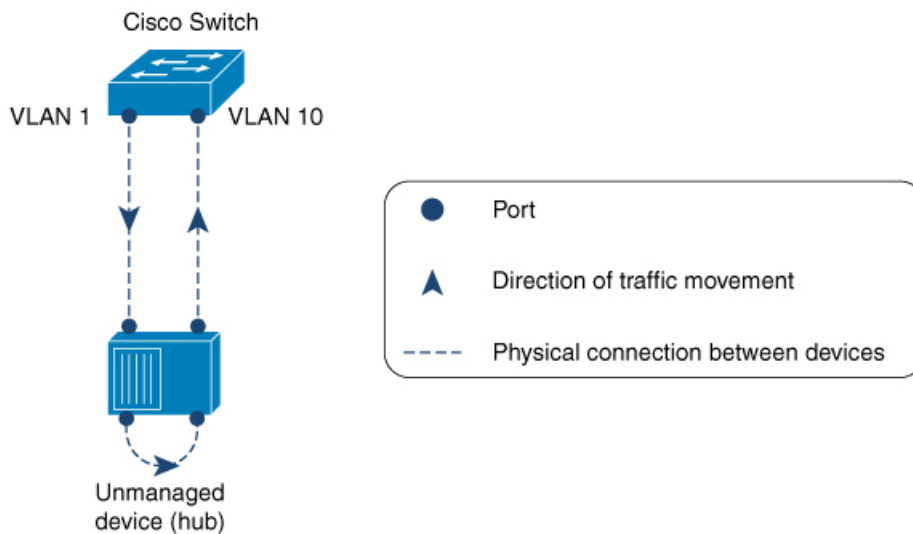 Cisco Switch
VLAN 1
VLAN 10
Port
Direction of traffic movement
Physical connection between devices
Unmanaged
device (hub)